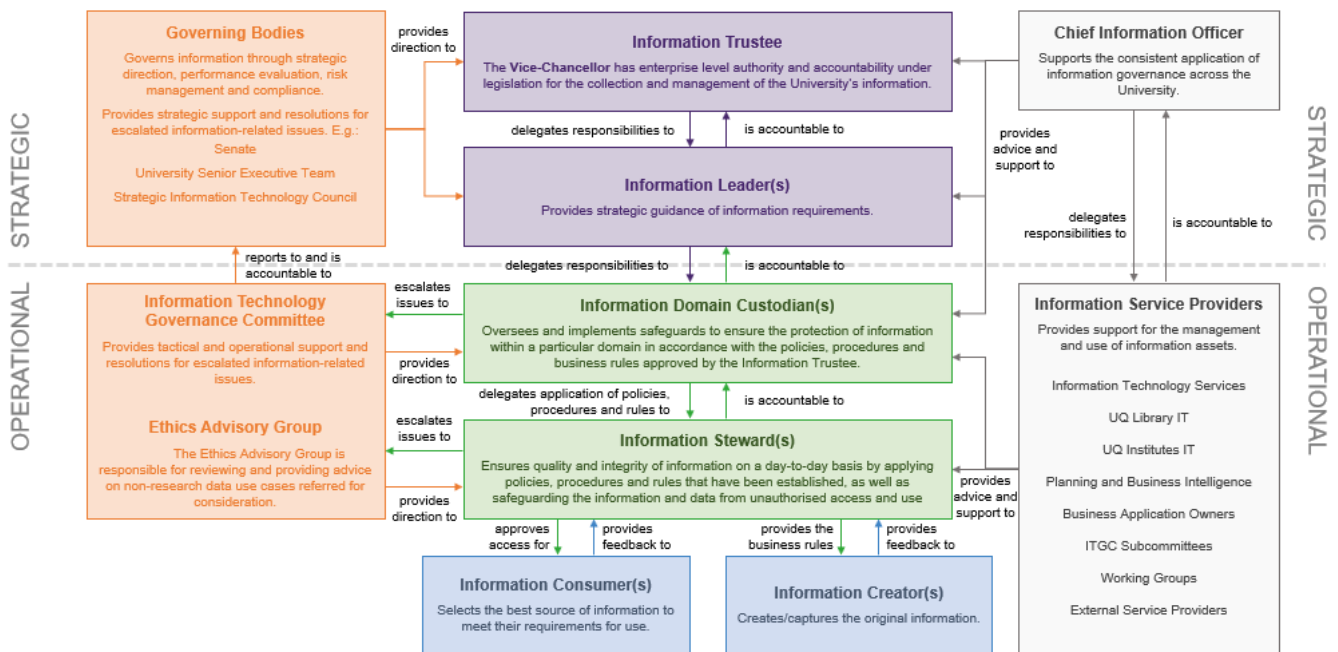 Governing Bodies
Governs information through strategic
direction, performance evaluation, risk
management and compliance.
Provides strategic support and resolutions for
escalated information-related issues. E.g.:
Senate
University Senior Executive Team
Strategic Information Technology Council
provides
direction to
Information Trustee
The Vice-Chancellor has enterprise level authority and accountability under
legislation for the collection and management of the University's information.
Chief Information Officer
Supports the consistent application of
information governance across the
University.
STRATEGIC
STRATEGIC
delegates responsibilities to
is accountable to
provides
advice and
support to
Information Leader(s)
Provides strategic guidance of information requirements.
delegates
responsibilities to
is accountable to
reports to and is
accountable to
delegates responsibilities to
is accountable to
OPERATIONAL
OPERATIONAL
Information Technology
Governance Committee
Provides tactical and operational support and
resolutions for escalated information-related
issues.
escalates
issues to
provides
direction to
Information Domain Custodian(s)
Oversees and implements safeguards to ensure the protection of information
within a particular domain in accordance with the policies, procedures and
business rules approved by the Information Trustee.
delegates application of policies,
procedures and rules to
is accountable to
Ethics Advisory Group
The Ethics Advisory Group is
responsible for reviewing and providing advice
on non-research data use cases referred for
consideration.
escalates
issues to
provides
direction to
Information Steward(s)
Ensures quality and integrity of information on a day-to-day basis by applying
policies, procedures and rules that have been established, as well as
safeguarding the information and data from unauthorised access and use
provides
advice and
support to
Information Service Providers
Provides support for the management
and use of information assets.
Information Technology Services
UQ Library IT
UQ Institutes IT
Planning and Business Intelligence
Business Application Owners
ITGC Subcommittees
Working Groups
External Service Providers
approves
access for
provides
feedback to
provides the
business rules
provides
feedback to
Information Consumer(s)
Selects the best source of information to
meet their requirements for use.
Information Creator(s)
Creates/captures the original information.